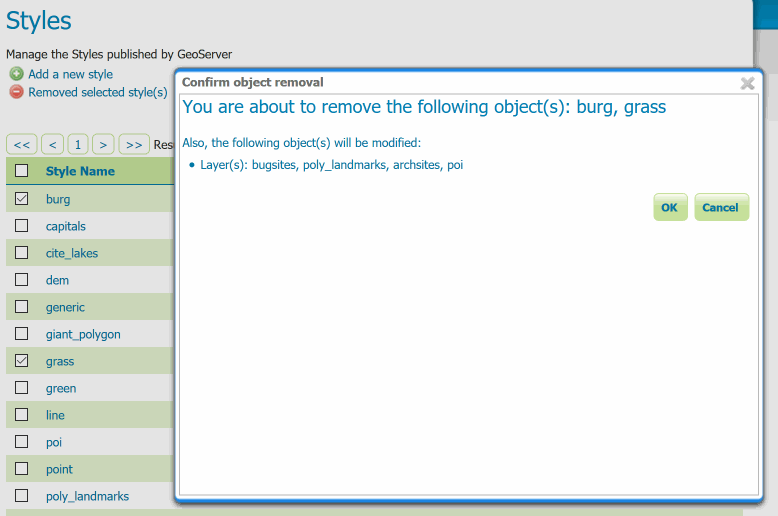 Styles
Manage the Styles published by GeoServer
Add a new style
Removed selected style(s)
Confirm object removal
You are about to remove the following object(s): burg, grass
Also, the following object(s) will be modified:
Layer(s): bugsites, poly_landmarks, archsites, poi
OK Cancel
<< < 1 > >>
Style Name
burg
capitals
cite_lakes
dem
generic
giant_polygon
grass
green
line
poi
point
poly_landmarks